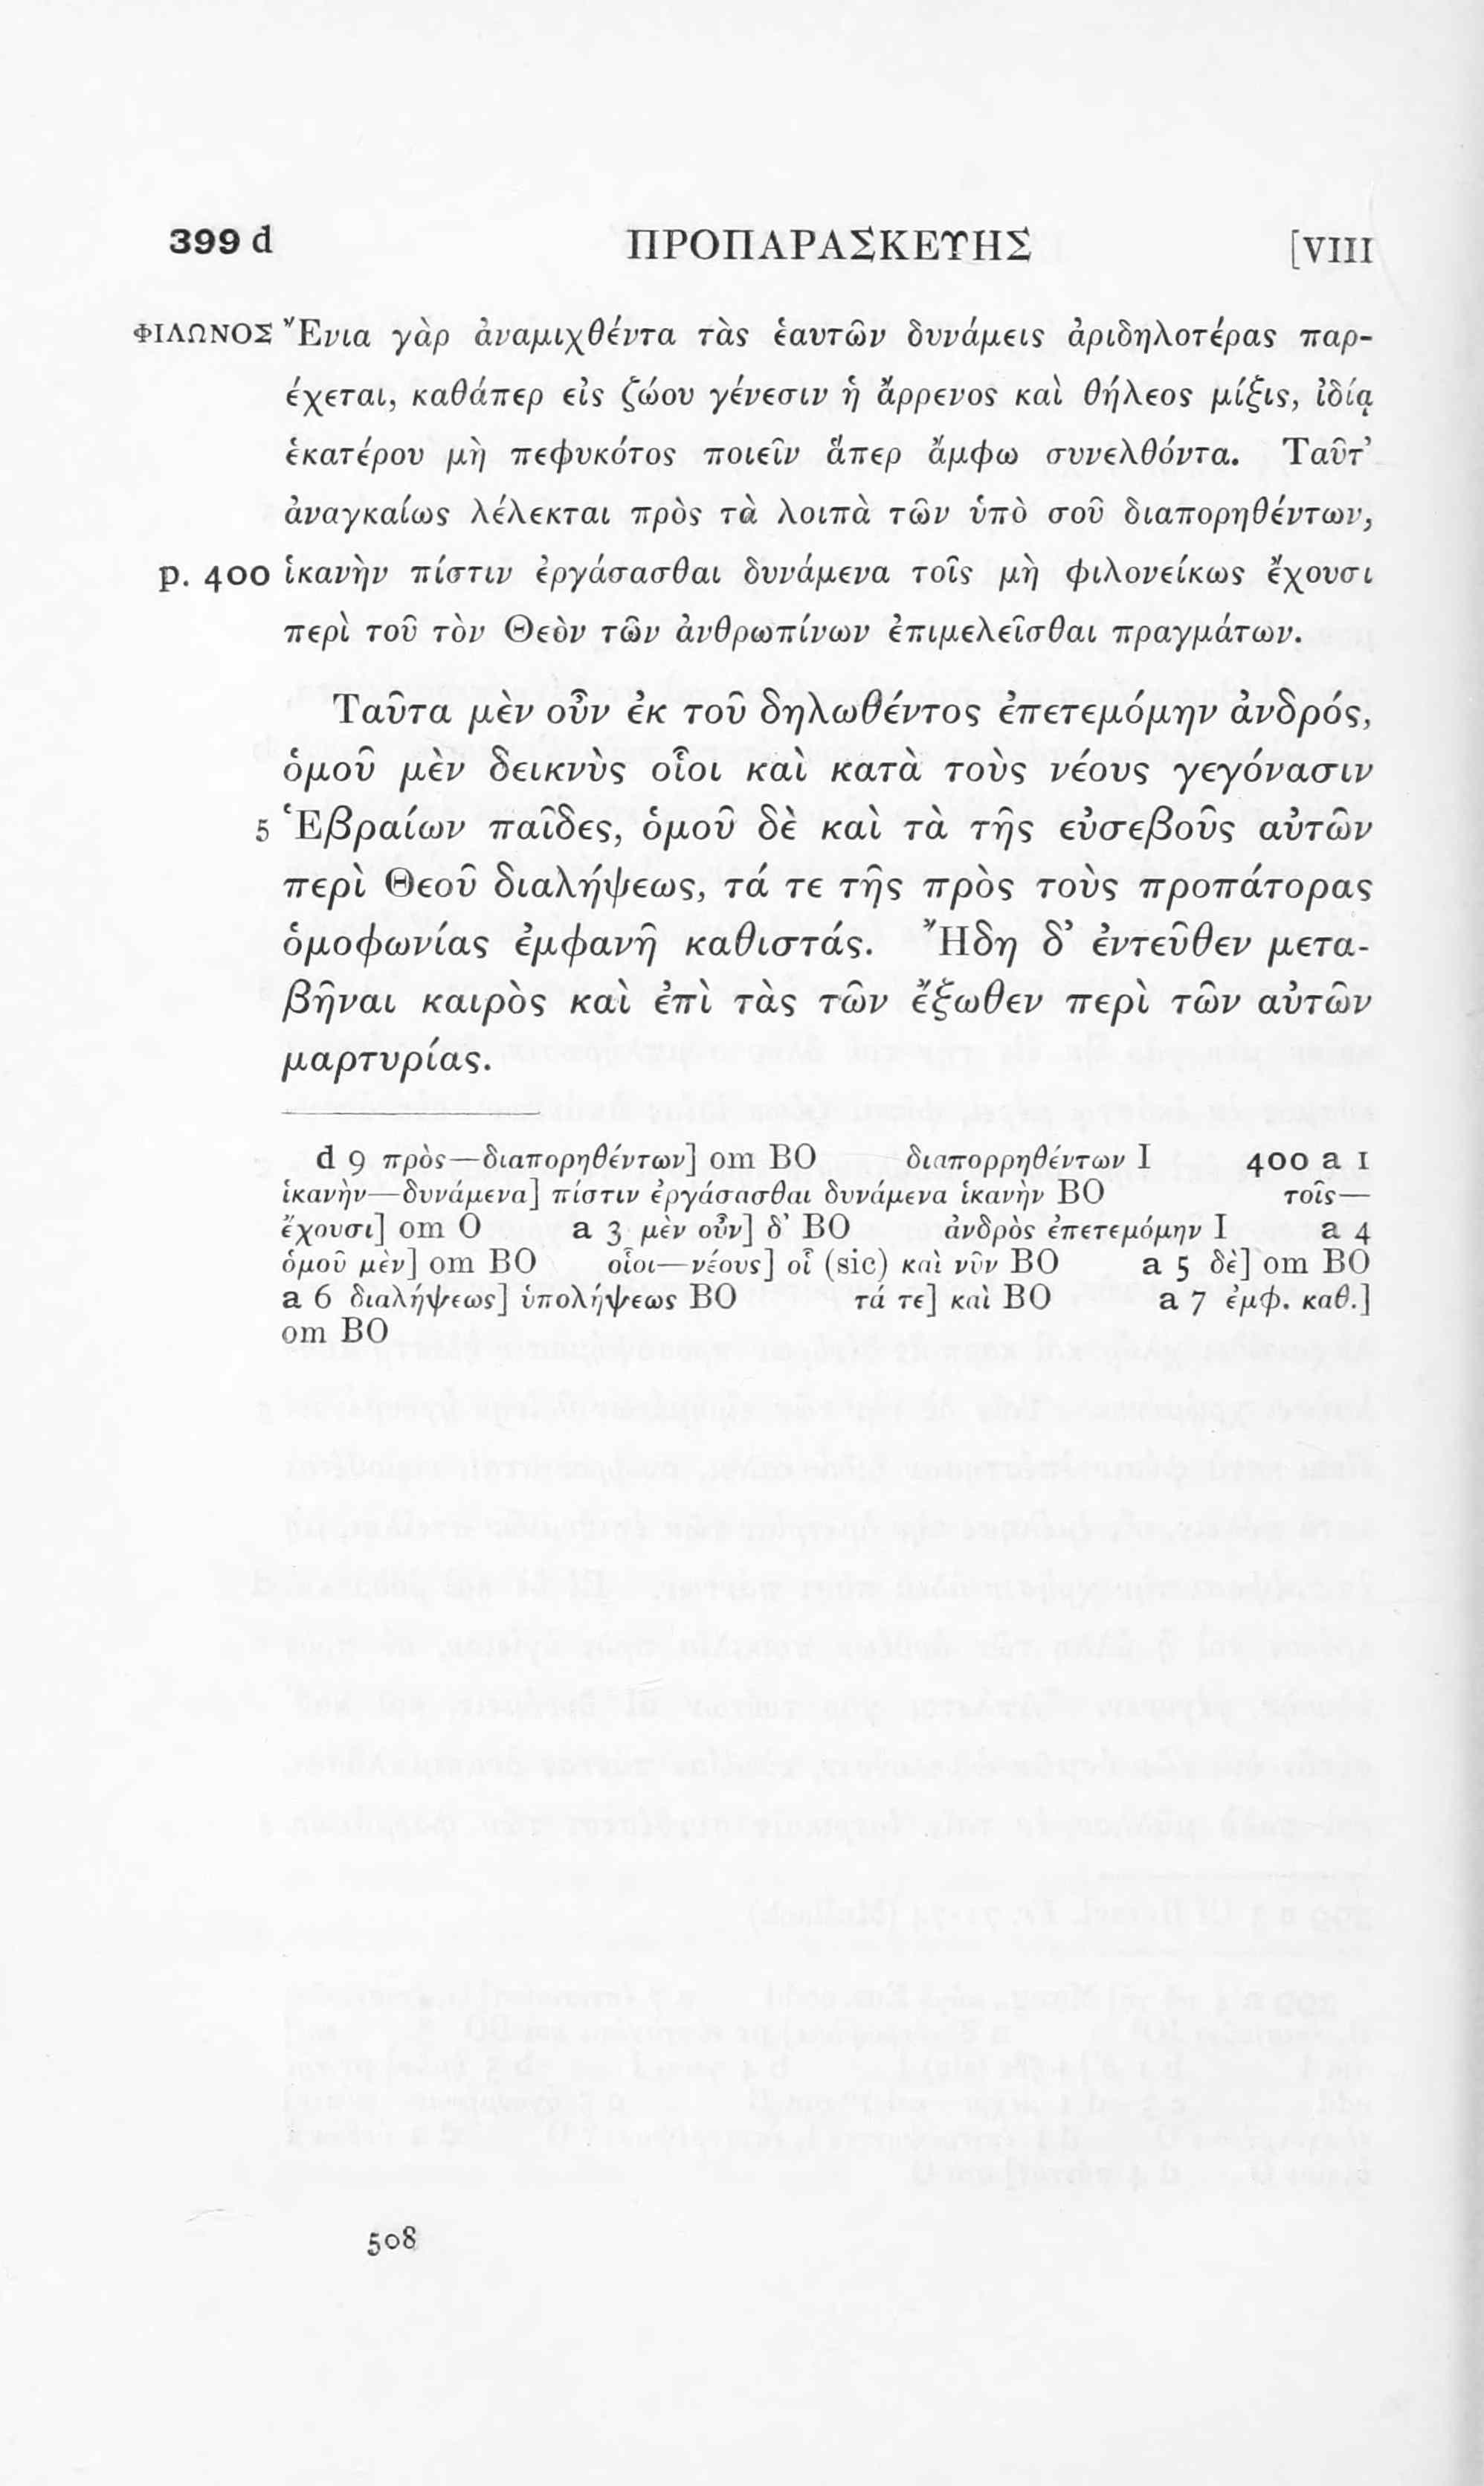 399 d ΠΡΟΠΑΡΑΣΚΕΥΗΣ [VIII
ΦΙΛΩΝΟΣ Ἔνια γὰρ ἀναμιχθέντα τὰς ἑαυτῶν δυνάμεις ἀριδηλοτέρας παρ-
έχεται, καθάπερ εἰς ζώου γένεσιν ἡ ἄρρενος καὶ θήλεος μίξις, ἰδίᾳ
ἑκατέρου μὴ πεφυκότος ποιεῖν ἅπερ ἄμφω συνελθόντα. Ταῦτ’
ἀναγκαίως λέλεκται πρὸς τὰ λοιπὰ τῶν ὑπὸ σοῦ διαπορηθέντων,
p. 400 ἱκανὴν πίστιν ἐργάσασθαι δυνάμενα τοῖς μὴ φιλονείκως ἔχουσι
περὶ τοῦ τὸν Θεὸν τῶν ἀνθρωπίνων ἐπιμελεῖσθαι πραγμάτων.
Ταῦτα μὲν οὖν ἐκ τοῦ δηλωθέντος ἐπετεμόμην ἀνδρός,
ὁμοῦ μὲν δεικνὺς οἷοι καὶ κατὰ τοὺς νέους γεγόνασιν
5 Ἑβραίων παῖδες, ὁμοῦ δὲ καὶ τὰ τῆς εὐσεβοῦς αὐτῶν
περὶ Θεοῦ διαλήψεως, τά τε τῆς πρὸς τοὺς προπάτορας
ὁμοφωνίας ἐμφανῆ καθιστάς. Ἤδη δ’ ἐντεῦθεν μετα-
βῆναι καιρὸς καὶ ἐπὶ τὰς τῶν ἔξωθεν περὶ τῶν αὐτῶν
μαρτυρίας.
d 9 πρὸς—διαπορηθέντων] om BO διαπορρηθέντων I 400 a 1
ἱκανὴν—δυνάμενα] πίστιν ἐργάσασθαι δυνάμενα ἱκανὴν BO τοῖς—
ἔχουσι] om O a 3 μὲν οὖν] δ’ BO ἀνδρὸς ἐπετεμόμην I a 4
ὁμοῦ μὲν] om BO οἷοι—νέους] οἷ (sic) καὶ νῦν BO a 5 δὲ] om BO
a 6 διαλήψεως] ὑπολήψεως BO τά τε] καὶ BO a 7 ἐμφ. καθ.]
om BO
508